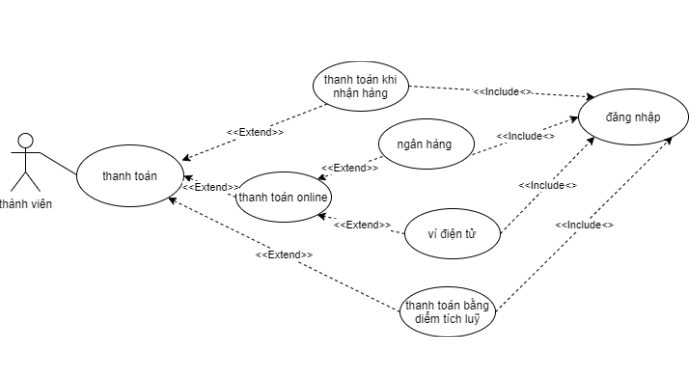 thanh toán khi
nhận hàng
<<Include<>
đăng nhập
<<Extend>>
ngân hàng
<<Include<>
<<Extend>>
thanh toán
<<Extend>>
thanh toán online
<<Include<>
thành viên
<<Extend>>
ví điện tử
<<Include<>
<<Extend>>
thanh toán bằng
điểm tích luỹ